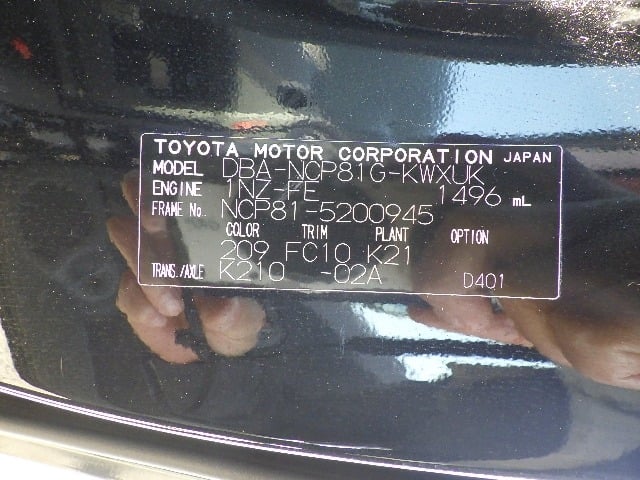 TOYOTA MOTOR CORPORATION JAPAN
MODEL DBA-NCP81G-KWXUK
ENGINE 1NZ-FE 1496 mL
FRAME No. NCP81-5200945
COLOR TRIM PLANT OPTION
209 FC10 K21
TRANS./AXLE K210 -02A D401